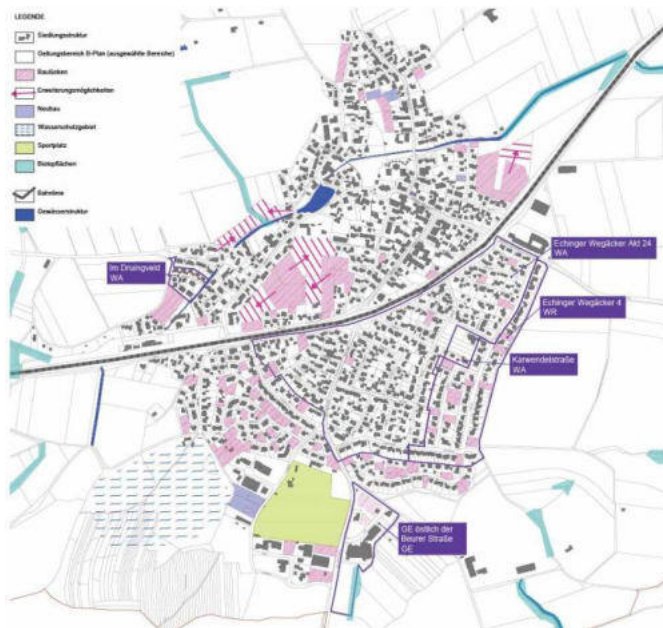 LEGENDE
Siedlungsstruktur
Geltungsbereich B-Plan (ausgewählte Bereiche)
Baulücken
Erweiterungsmöglichkeiten
Neubau
Wasserschutzgebiet
Sportplatz
Biotopflächen
Bahnlinie
Gewässerstruktur
Im Druingveld
WA
Echinger Wegäcker Akt 24
WA
Echinger Wegäcker 4
WR
Karwendelstraße
WA
GE östlich der
Beurer Straße
GE